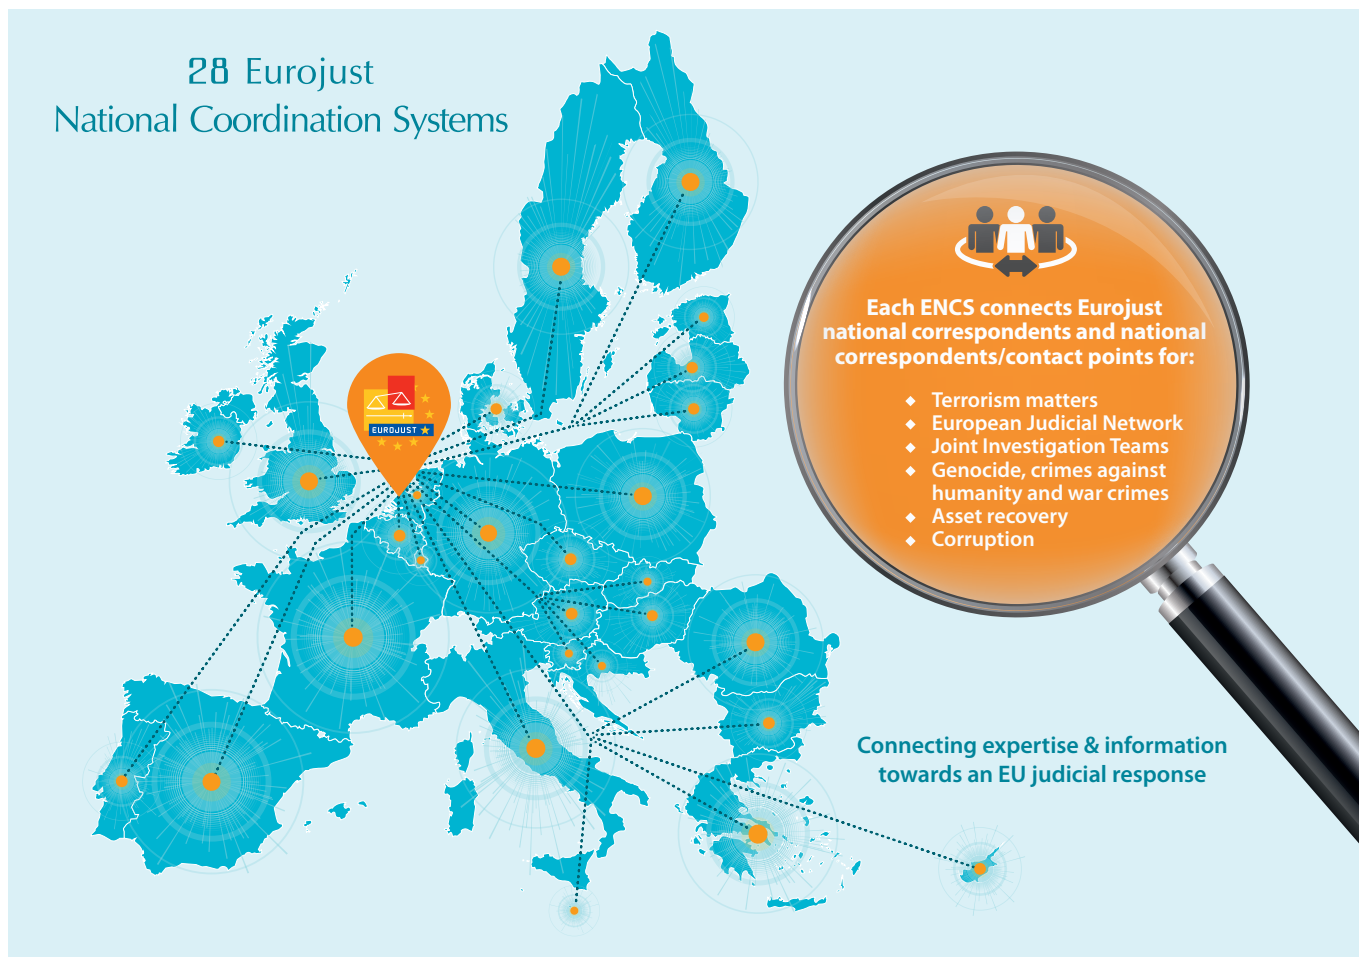 28 Eurojust
National Coordination Systems
EUROJUST
Each ENCS connects Eurojust
national correspondents and national
correspondents/contact points for:
◆ Terrorism matters
◆ European Judicial Network
◆ Joint Investigation Teams
◆ Genocide, crimes against
humanity and war crimes
◆ Asset recovery
◆ Corruption
Connecting expertise & information
towards an EU judicial response